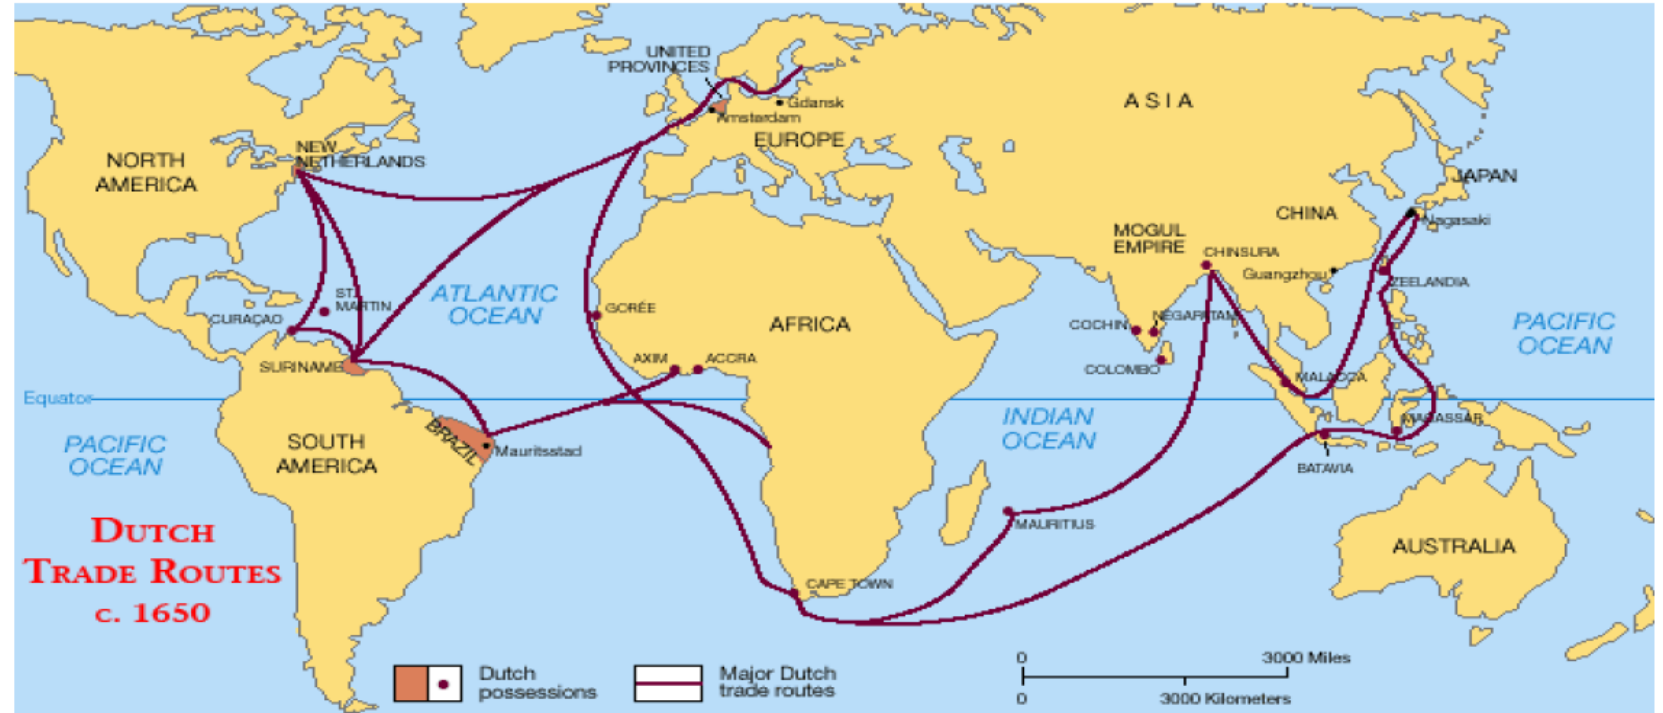 UNITED
PROVINCES
Gdansk
Amsterdam
EUROPE
ASIA
NEW
NETHERLANDS
NORTH
AMERICA
JAPAN
CHINA
Nagasaki
MOGUL
EMPIRE
CHINSURA
Guangzhou
ZEELANDIA
ST.
MARTIN
ATLANTIC
OCEAN
GORÉE
CURAÇAO
AFRICA
COCHIN
NEGAPATAM
PACIFIC
OCEAN
AXIM
ACCRA
SURINAME
COLOMBO
MALACCA
Equator
INDIAN
OCEAN
MACASSAR
BRAZIL
Mauritsstad
PACIFIC
OCEAN
SOUTH
AMERICA
BATAVIA
DUTCH
TRADE ROUTES
c. 1650
MAURITIUS
AUSTRALIA
CAPE TOWN
Dutch
possessions
Major Dutch
trade routes
0 3000 Miles
0 3000 Kilometers